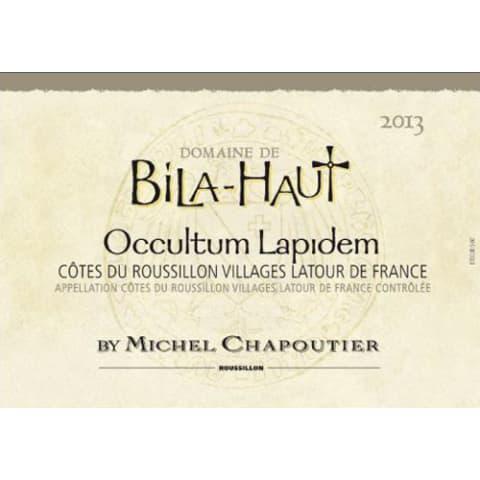 2013
DOMAINE DE
BILA-HAUT
OCCULTUM LAPIDEM
CÔTES DU ROUSSILLON VILLAGES LATOUR DE FRANCE
APPELLATION CÔTES DU ROUSSILLON VILLAGES LATOUR DE FRANCE CONTRÔLÉE
BY MICHEL CHAPOUTIER
ROUSSILLON